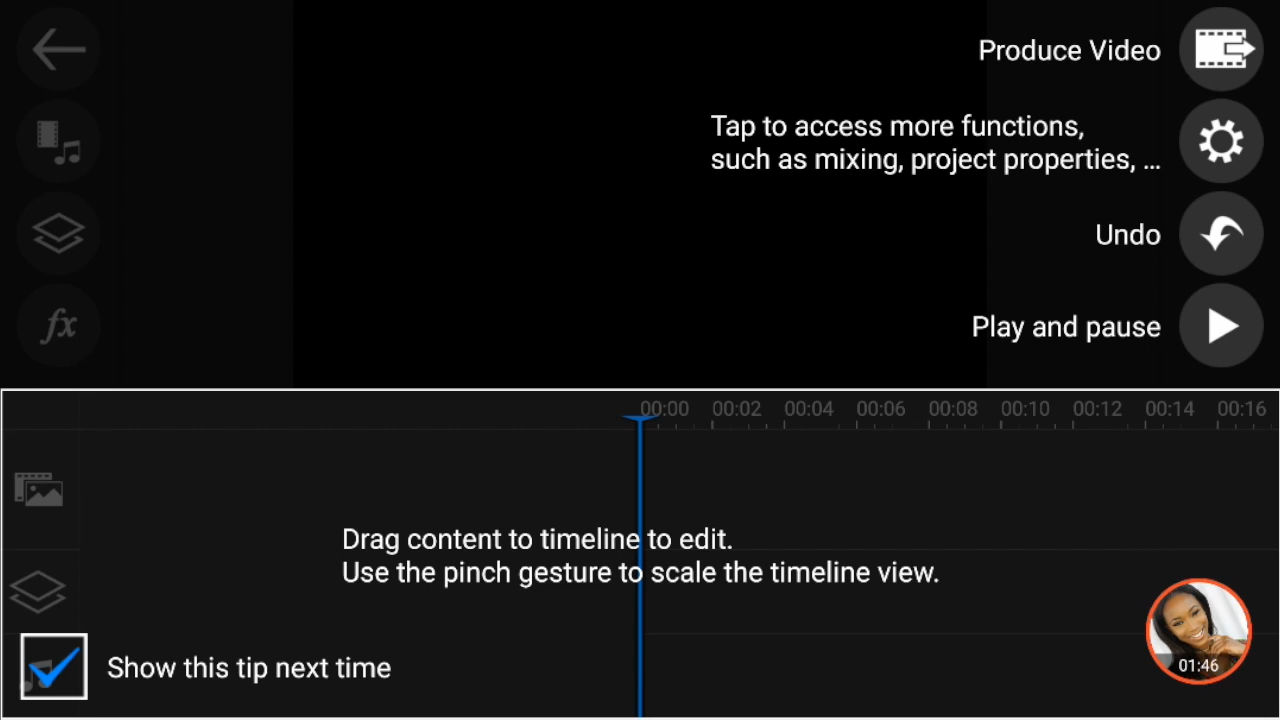 Produce Video
Tap to access more functions,
such as mixing, project properties, ...
Undo
fx
Play and pause
00:00 00:02 00:04 00:06 00:08 00:10 00:12 00:14 00:16
Drag content to timeline to edit.
Use the pinch gesture to scale the timeline view.
01:46
Show this tip next time